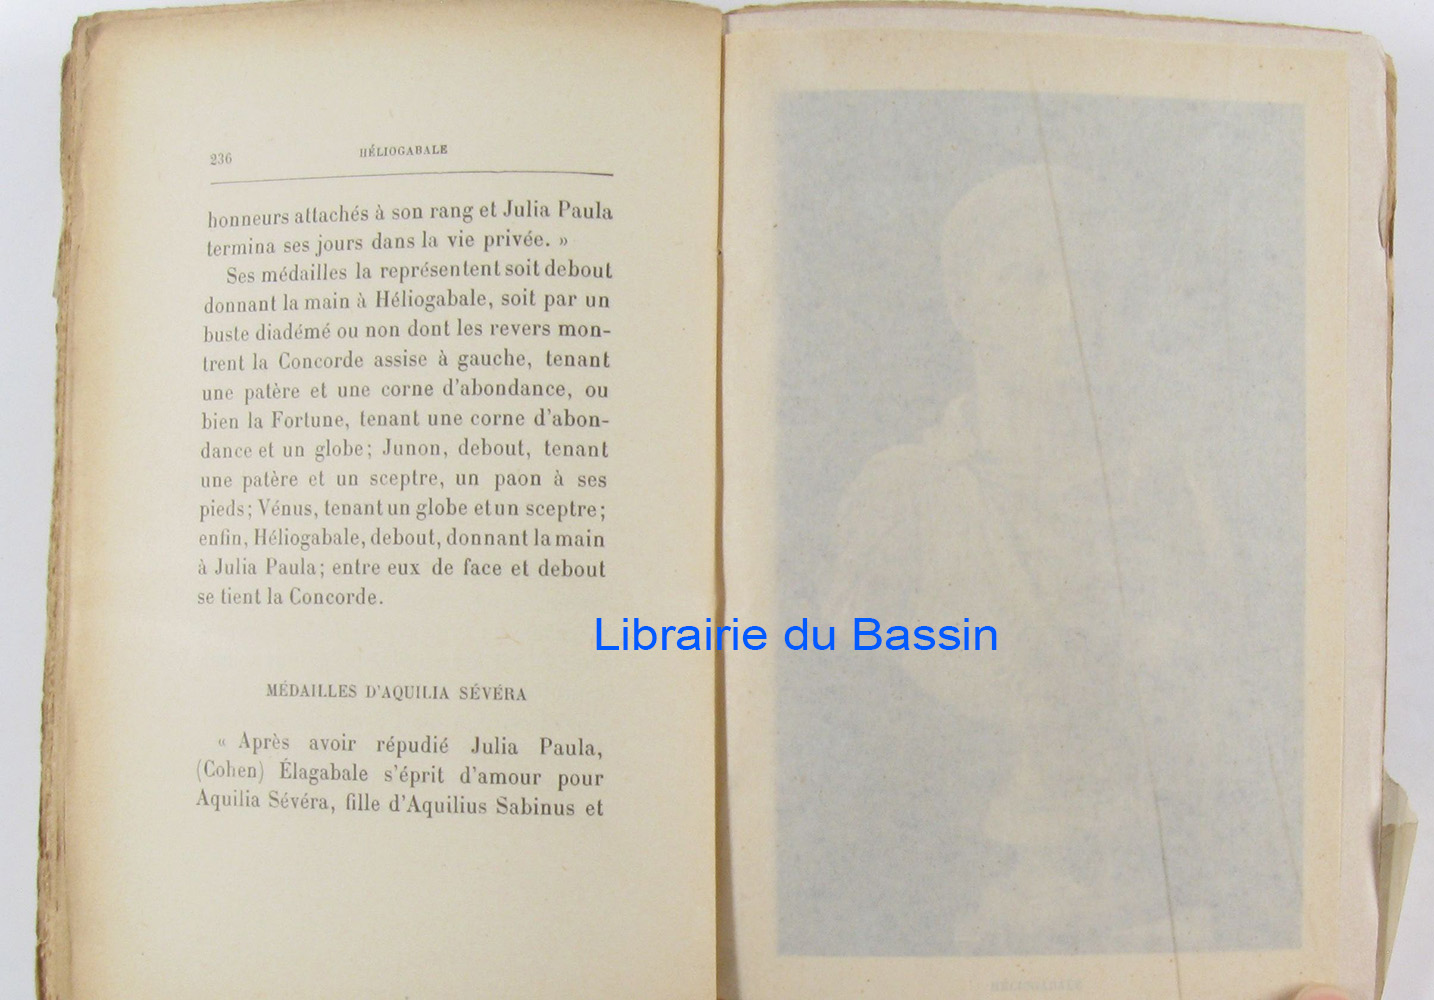 236
HÉLIOGABALE
honneurs attachés à son rang et Julia Paula
termina ses jours dans la vie privée. »
Ses médailles la représentent soit debout
donnant la main à Héliogabale, soit par un
buste diadémé ou non dont les revers mon-
trent la Concorde assise à gauche, tenant
une patère et une corne d'abondance, ou
bien la Fortune, tenant une corne d'abon-
dance et un globe; Junon, debout, tenant
une patère et un sceptre, un paon à ses
pieds; Vénus, tenant un globe et un sceptre;
enfin, Héliogabale, debout, donnant la main
à Julia Paula; entre eux de face et debout
se tient la Concorde.
Librairie du Bassin
MÉDAILLES D'AQUILIA SÉVÉRA
« Après avoir répudié Julia Paula,
(Cohen) Élagabale s'éprit d'amour pour
Aquilia Sévéra, fille d'Aquilius Sabinus et